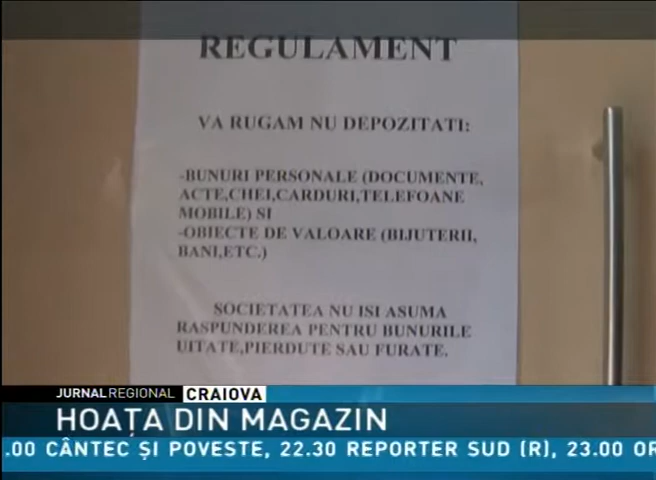 REGULAMENT
VA RUGAM NU DEPOZITATI:
-BUNURI PERSONALE (DOCUMENTE,
ACTE,CHEI,CARDURI,TELEFOANE
MOBILE) SI
-OBIECTE DE VALOARE (BIJUTERII,
BANI,ETC.)
SOCIETATEA NU ISI ASUMA
RASPUNDEREA PENTRU BUNURILE
UITATE,PIERDUTE SAU FURATE.
JURNALREGIONAL CRAIOVA
HOAȚA DIN MAGAZIN
.00 CÂNTEC ȘI POVESTE, 22.30 REPORTER SUD (R), 23.00 OR